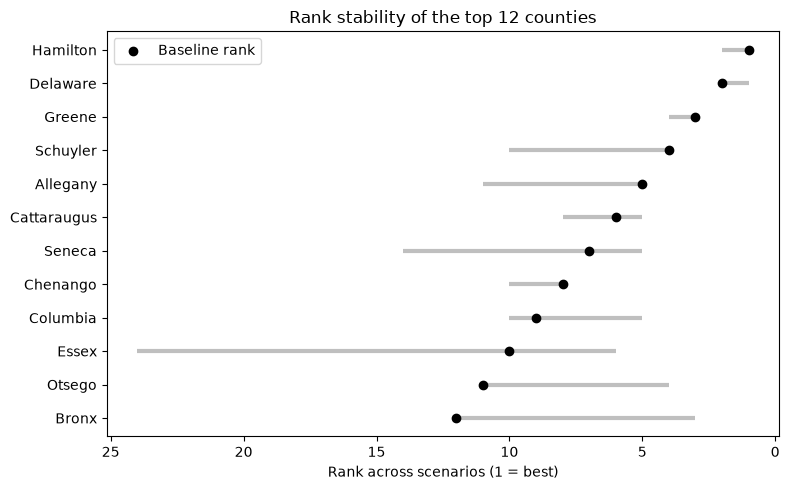 Rank stability of the top 12 counties
Baseline rank
Hamilton
Delaware
Greene
Schuyler
Allegany
Cattaraugus
Seneca
Chenango
Columbia
Essex
Otsego
Bronx
25 20 15 10 5 0
Rank across scenarios (1 = best)